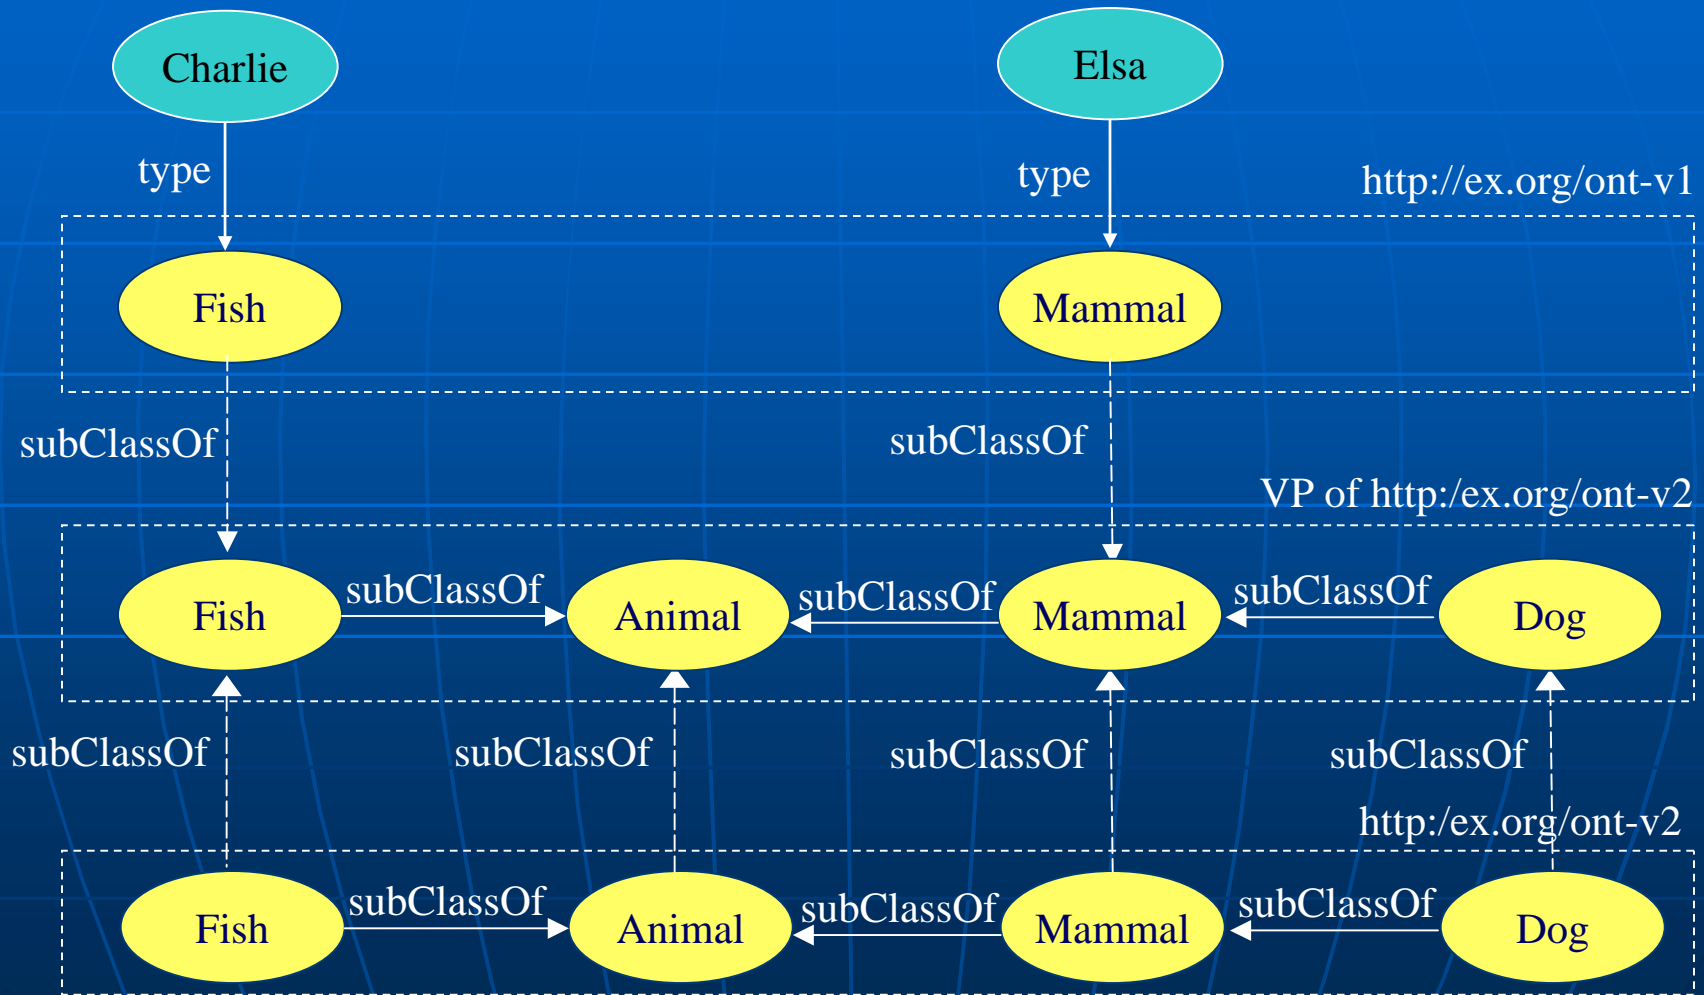 Charlie
Elsa
type
type
http://ex.org/ont-v1
Fish
Mammal
subClassOf
subClassOf
VP of http:/ex.org/ont-v2
Fish
subClassOf
Animal
subClassOf
Mammal
subClassOf
Dog
subClassOf
subClassOf
subClassOf
subClassOf
http:/ex.org/ont-v2
Fish
subClassOf
Animal
subClassOf
Mammal
subClassOf
Dog